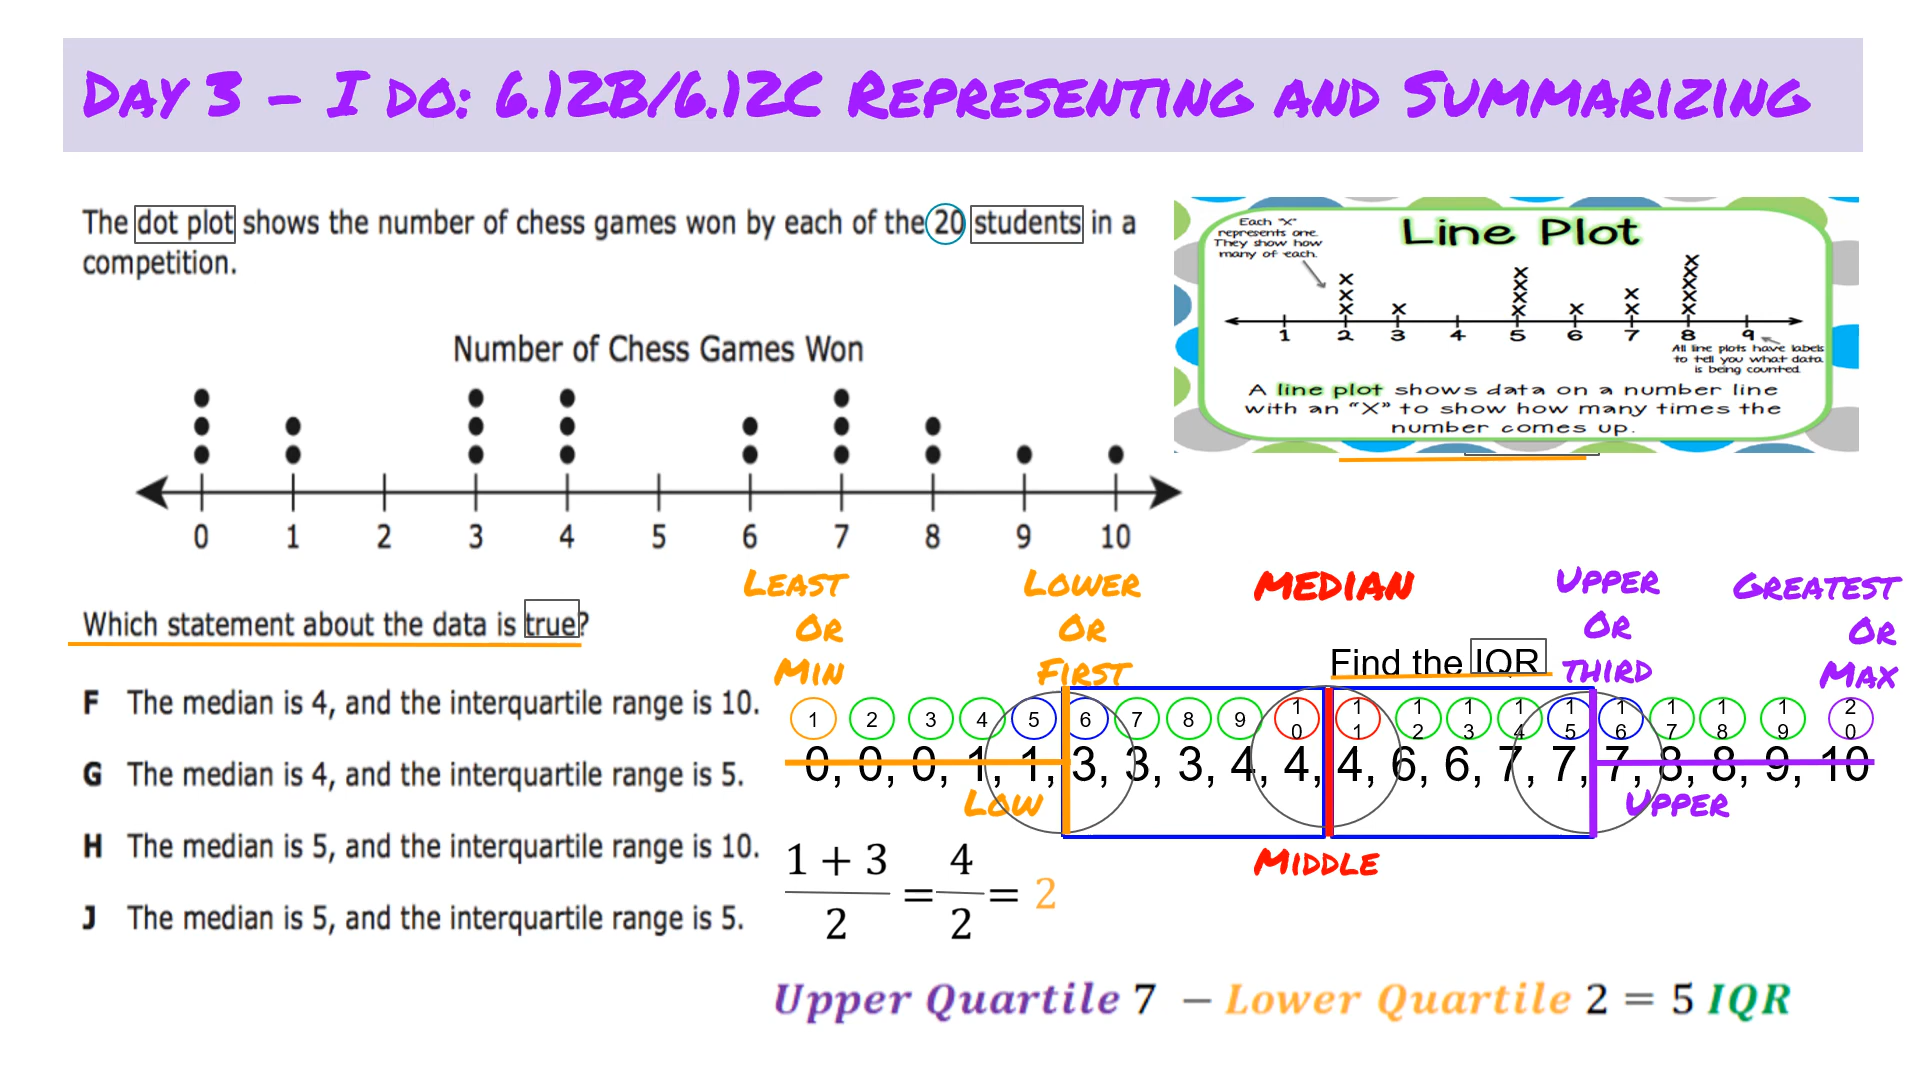 DAY 3 - I DO: 6.12B/6.12C REPRESENTING AND SUMMARIZING
The dot plot shows the number of chess games won by each of the 20 students in a
competition.
Number of Chess Games Won
0 1 2 3 4 5 6 7 8 9 10
Which statement about the data is true?
F The median is 4, and the interquartile range is 10.
G The median is 4, and the interquartile range is 5.
H The median is 5, and the interquartile range is 10.
J The median is 5, and the interquartile range is 5.
Each "X"
represents one.
They show how
many of each.
Line Plot
1 2 3 4 5 6 7 8 9
All line plots have labels
to tell you what data
is being counted.
A line plot shows data on a number line
with an "X" to show how many times the
number comes up.
LEAST
OR
MIN
LOWER
OR
FIRST
MEDIAN
UPPER
OR
THIRD
GREATEST
OR
MAX
Find the IQR
1 2 3 4 5 6 7 8 9 10 11 12 13 14 15 16 17 18 19 20
0, 0, 0, 1, 1, 3, 3, 3, 4, 4, 4, 6, 6, 7, 7, 7, 8, 8, 9, 10
LOW
UPPER
MIDDLE
1 + 3
2
=
4
2
= 2
Upper Quartile 7 − Lower Quartile 2 = 5 IQR